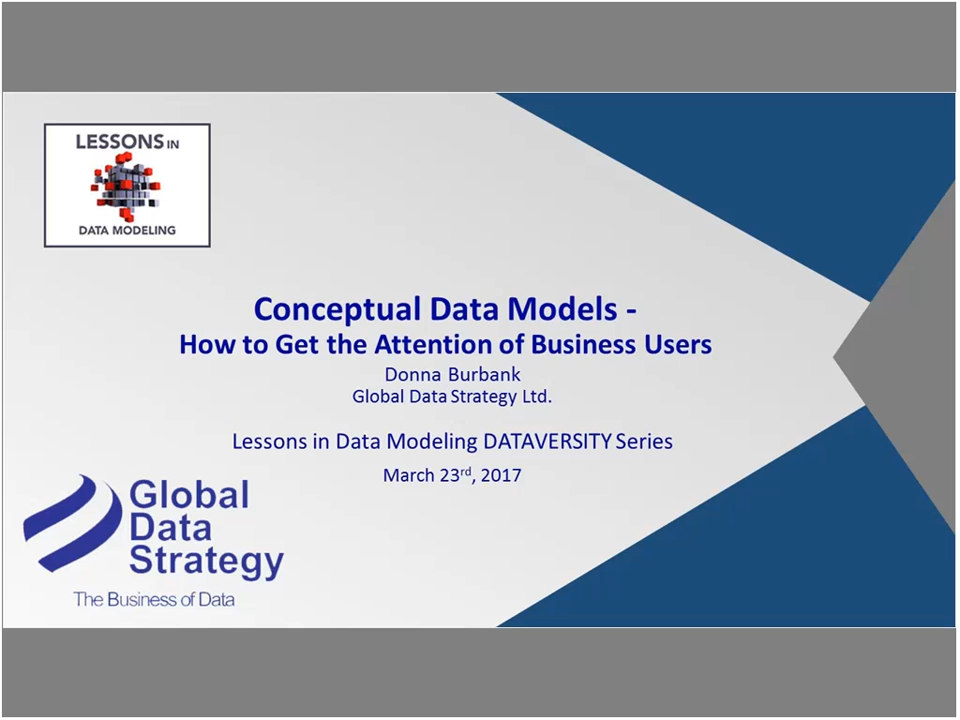 LESSONS IN
DATA MODELING
Conceptual Data Models -
How to Get the Attention of Business Users
Donna Burbank
Global Data Strategy Ltd.
Lessons in Data Modeling DATAVERSITY Series
March 23rd, 2017
Global
Data
Strategy
The Business of Data